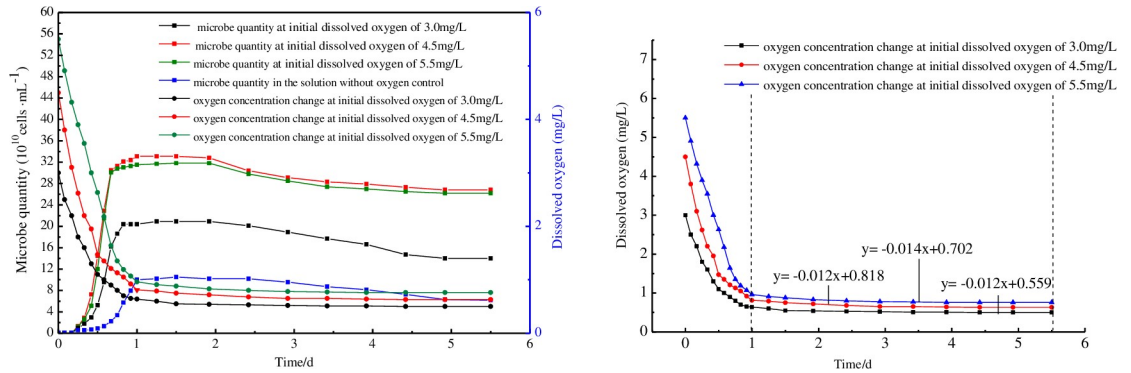 microbe quantity at initial dissolved oxygen of 3.0mg/L
microbe quantity at initial dissolved oxygen of 4.5mg/L
microbe quantity at initial dissolved oxygen of 5.5mg/L
microbe quantity in the solution without oxygen control
oxygen concentration change at initial dissolved oxygen of 3.0mg/L
oxygen concentration change at initial dissolved oxygen of 4.5mg/L
oxygen concentration change at initial dissolved oxygen of 5.5mg/L
Microbe quantity (10^10 cells ·mL^-1)
60
56
52
48
44
40
36
32
28
24
20
16
12
8
4
0
0 1 2 3 4 5 6
Time/d
6
4
2
0
Dissolved oxygen (mg/L)
oxygen concentration change at initial dissolved oxygen of 3.0mg/L
oxygen concentration change at initial dissolved oxygen of 4.5mg/L
oxygen concentration change at initial dissolved oxygen of 5.5mg/L
Dissolved oxygen (mg/L)
7
6
5
4
3
2
1
0
y= -0.014x+0.702
y= -0.012x+0.818
y= -0.012x+0.559
0 1 2 3 4 5 6
Time/d